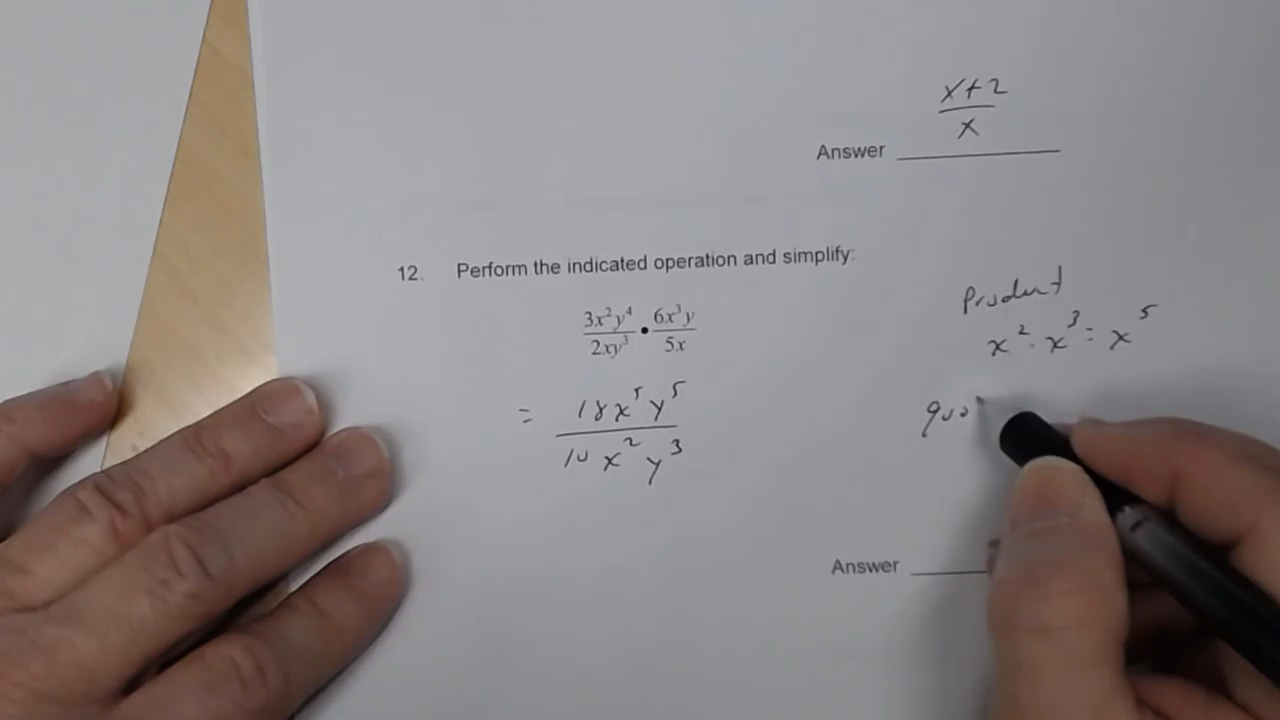 x+2
x
Answer
12. Perform the indicated operation and simplify:
3x²y⁴ / 2xy³ • 6x³y / 5x
Product
x² · x³ = x⁵
= 18x⁵y⁵ / 10x²y³
Answer